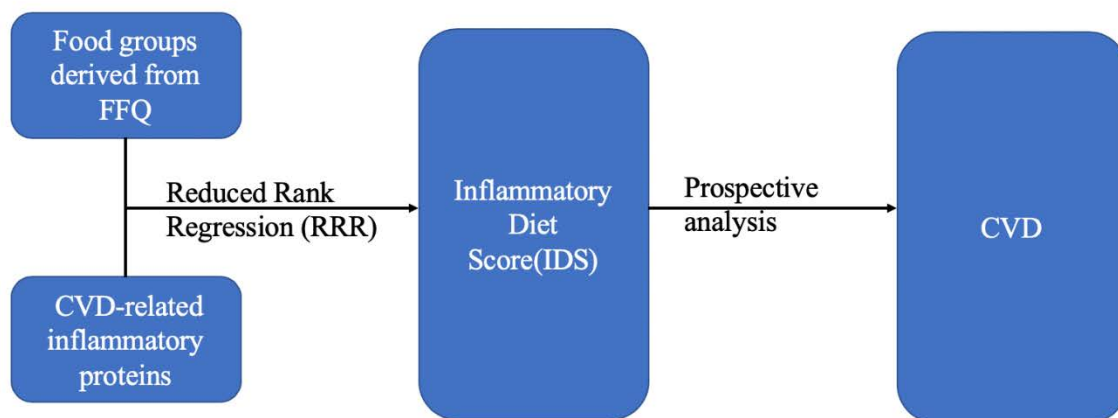 Food groups
derived from
FFQ
CVD-related
inflammatory
proteins
Reduced Rank
Regression (RRR)
Inflammatory
Diet
Score(IDS)
Prospective
analysis
CVD